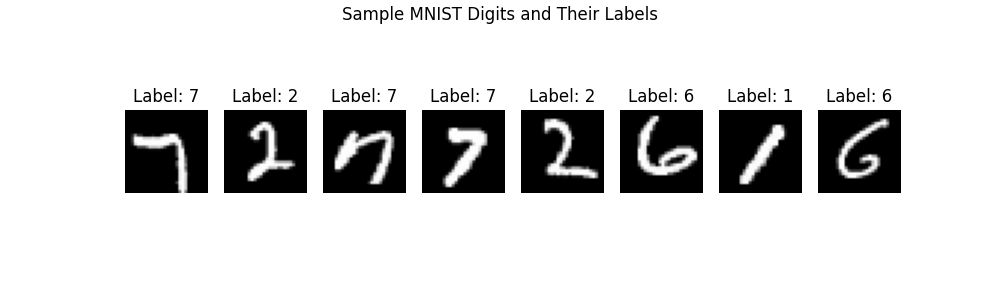 Sample MNIST Digits and Their Labels
Label: 7 Label: 2 Label: 7 Label: 7 Label: 2 Label: 6 Label: 1 Label: 6
7 2 7 7 2 6 1 6